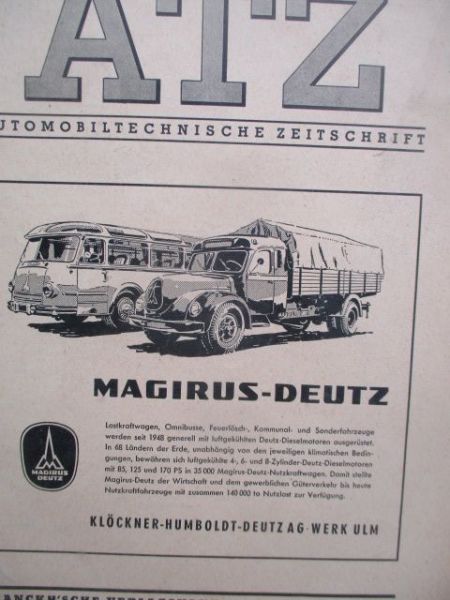 ATZ
AUTOMOBILTECHNISCHE ZEITSCHRIFT
MAGIRUS-DEUTZ
Lastkraftwagen, Omnibusse, Feuerlösch-, Kommunal- und Sonderfahrzeuge
werden seit 1948 generell mit luftgekühlten Deutz-Dieselmotoren ausgerüstet.
In 68 Ländern der Erde, unabhängig von den jeweiligen klimatischen Bedin-
gungen, bewähren sich luftgekühlte 4-, 6- und 8-Zylinder-Deutz-Dieselmotoren
mit 85, 125 und 170 PS in 35 000 Magirus-Deutz-Nutzkraftwagen. Damit stellte
Magirus-Deutz der Wirtschaft und dem gewerblichen Güterverkehr bis heute
Nutzkraftfahrzeuge mit zusammen 140 000 to Nutzlast zur Verfügung.
MAGIRUS
DEUTZ
KLÖCKNER-HUMBOLDT-DEUTZ AG · WERK ULM